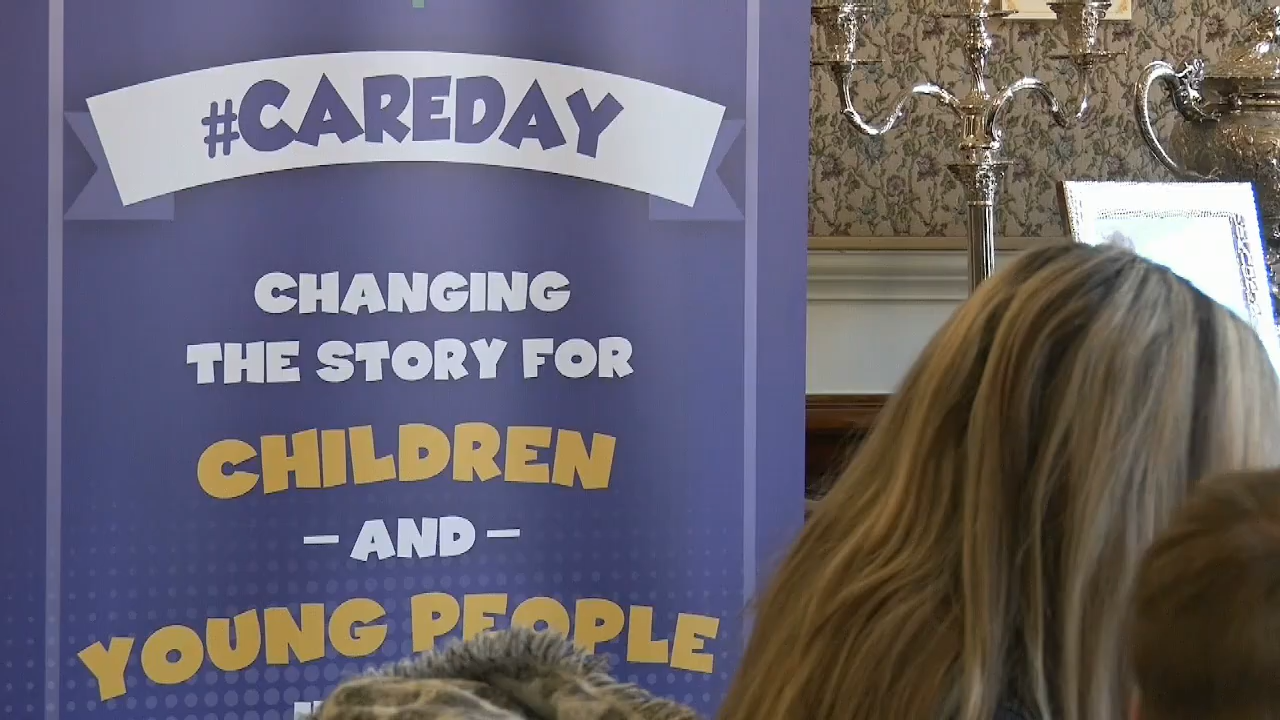 #CAREDAY
CHANGING
THE STORY FOR
CHILDREN
– AND –
YOUNG PEOPLE